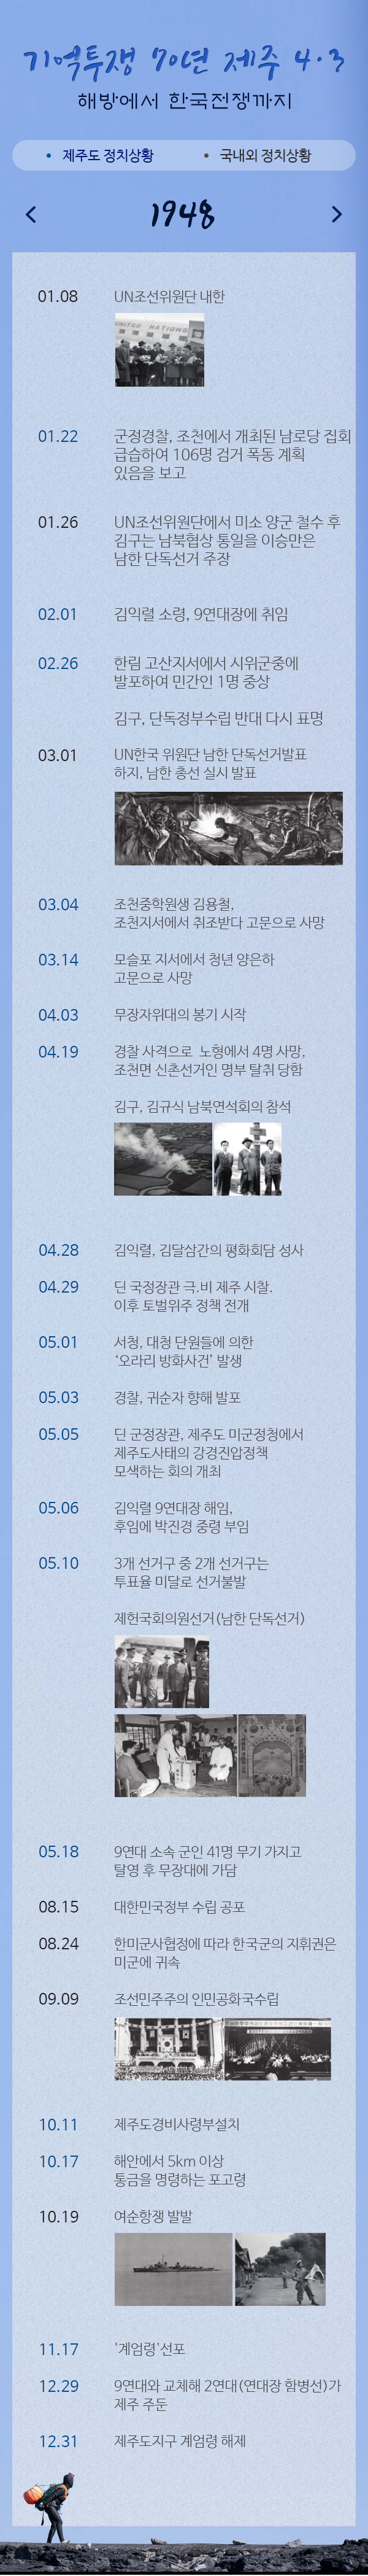 기억투쟁 70년 제주 4·3
해방에서 한국전쟁까지
• 제주도 정치상황 • 국내외 정치상황
< 1948 >
01.08 UN조선위원단 내한
UNITED NATIONS
01.22 군정경찰, 조천에서 개최된 남로당 집회
급습하여 106명 검거 폭동 계획
있음을 보고
01.26 UN조선위원단에서 미소 양군 철수 후
김구는 남북협상 통일을 이승만은
남한 단독선거 주장
02.01 김익렬 소령, 9연대장에 취임
02.26 한림 고산지서에서 시위군중에
발포하여 민간인 1명 중상
김구, 단독정부수립 반대 다시 표명
03.01 UN한국 위원단 남한 단독선거발표
하지, 남한 총선 실시 발표
03.04 조천중학원생 김용철,
조천지서에서 취조받다 고문으로 사망
03.14 모슬포 지서에서 청년 양은하
고문으로 사망
04.03 무장자위대의 봉기 시작
04.19 경찰 사격으로 노형에서 4명 사망,
조천면 신촌선거인 명부 탈취 당함
김구, 김규식 남북연석회의 참석
04.28 김익렬, 김달삼간의 평화회담 성사
04.29 딘 국정장관 극.비 제주 시찰.
이후 토벌위주 정책 전개
05.01 서청, 대청 단원들에 의한
‘오라리 방화사건’ 발생
05.03 경찰, 귀순자 향해 발포
05.05 딘 군정장관, 제주도 미군정청에서
제주도사태의 강경진압정책
모색하는 회의 개최
05.06 김익렬 9연대장 해임,
후임에 박진경 중령 부임
05.10 3개 선거구 중 2개 선거구는
투표율 미달로 선거불발
제헌국회의원선거(남한 단독선거)
05.18 9연대 소속 군인 41명 무기 가지고
탈영 후 무장대에 가담
08.15 대한민국정부 수립 공포
08.24 한미군사협정에 따라 한국군의 지휘권은
미군에 귀속
09.09 조선민주주의 인민공화국수립
10.11 제주도경비사령부설치
10.17 해안에서 5km 이상
통금을 명령하는 포고령
10.19 여순항쟁 발발
11.17 '계엄령'선포
12.29 9연대와 교체해 2연대(연대장 함병선)가
제주 주둔
12.31 제주도지구 계엄령 해제